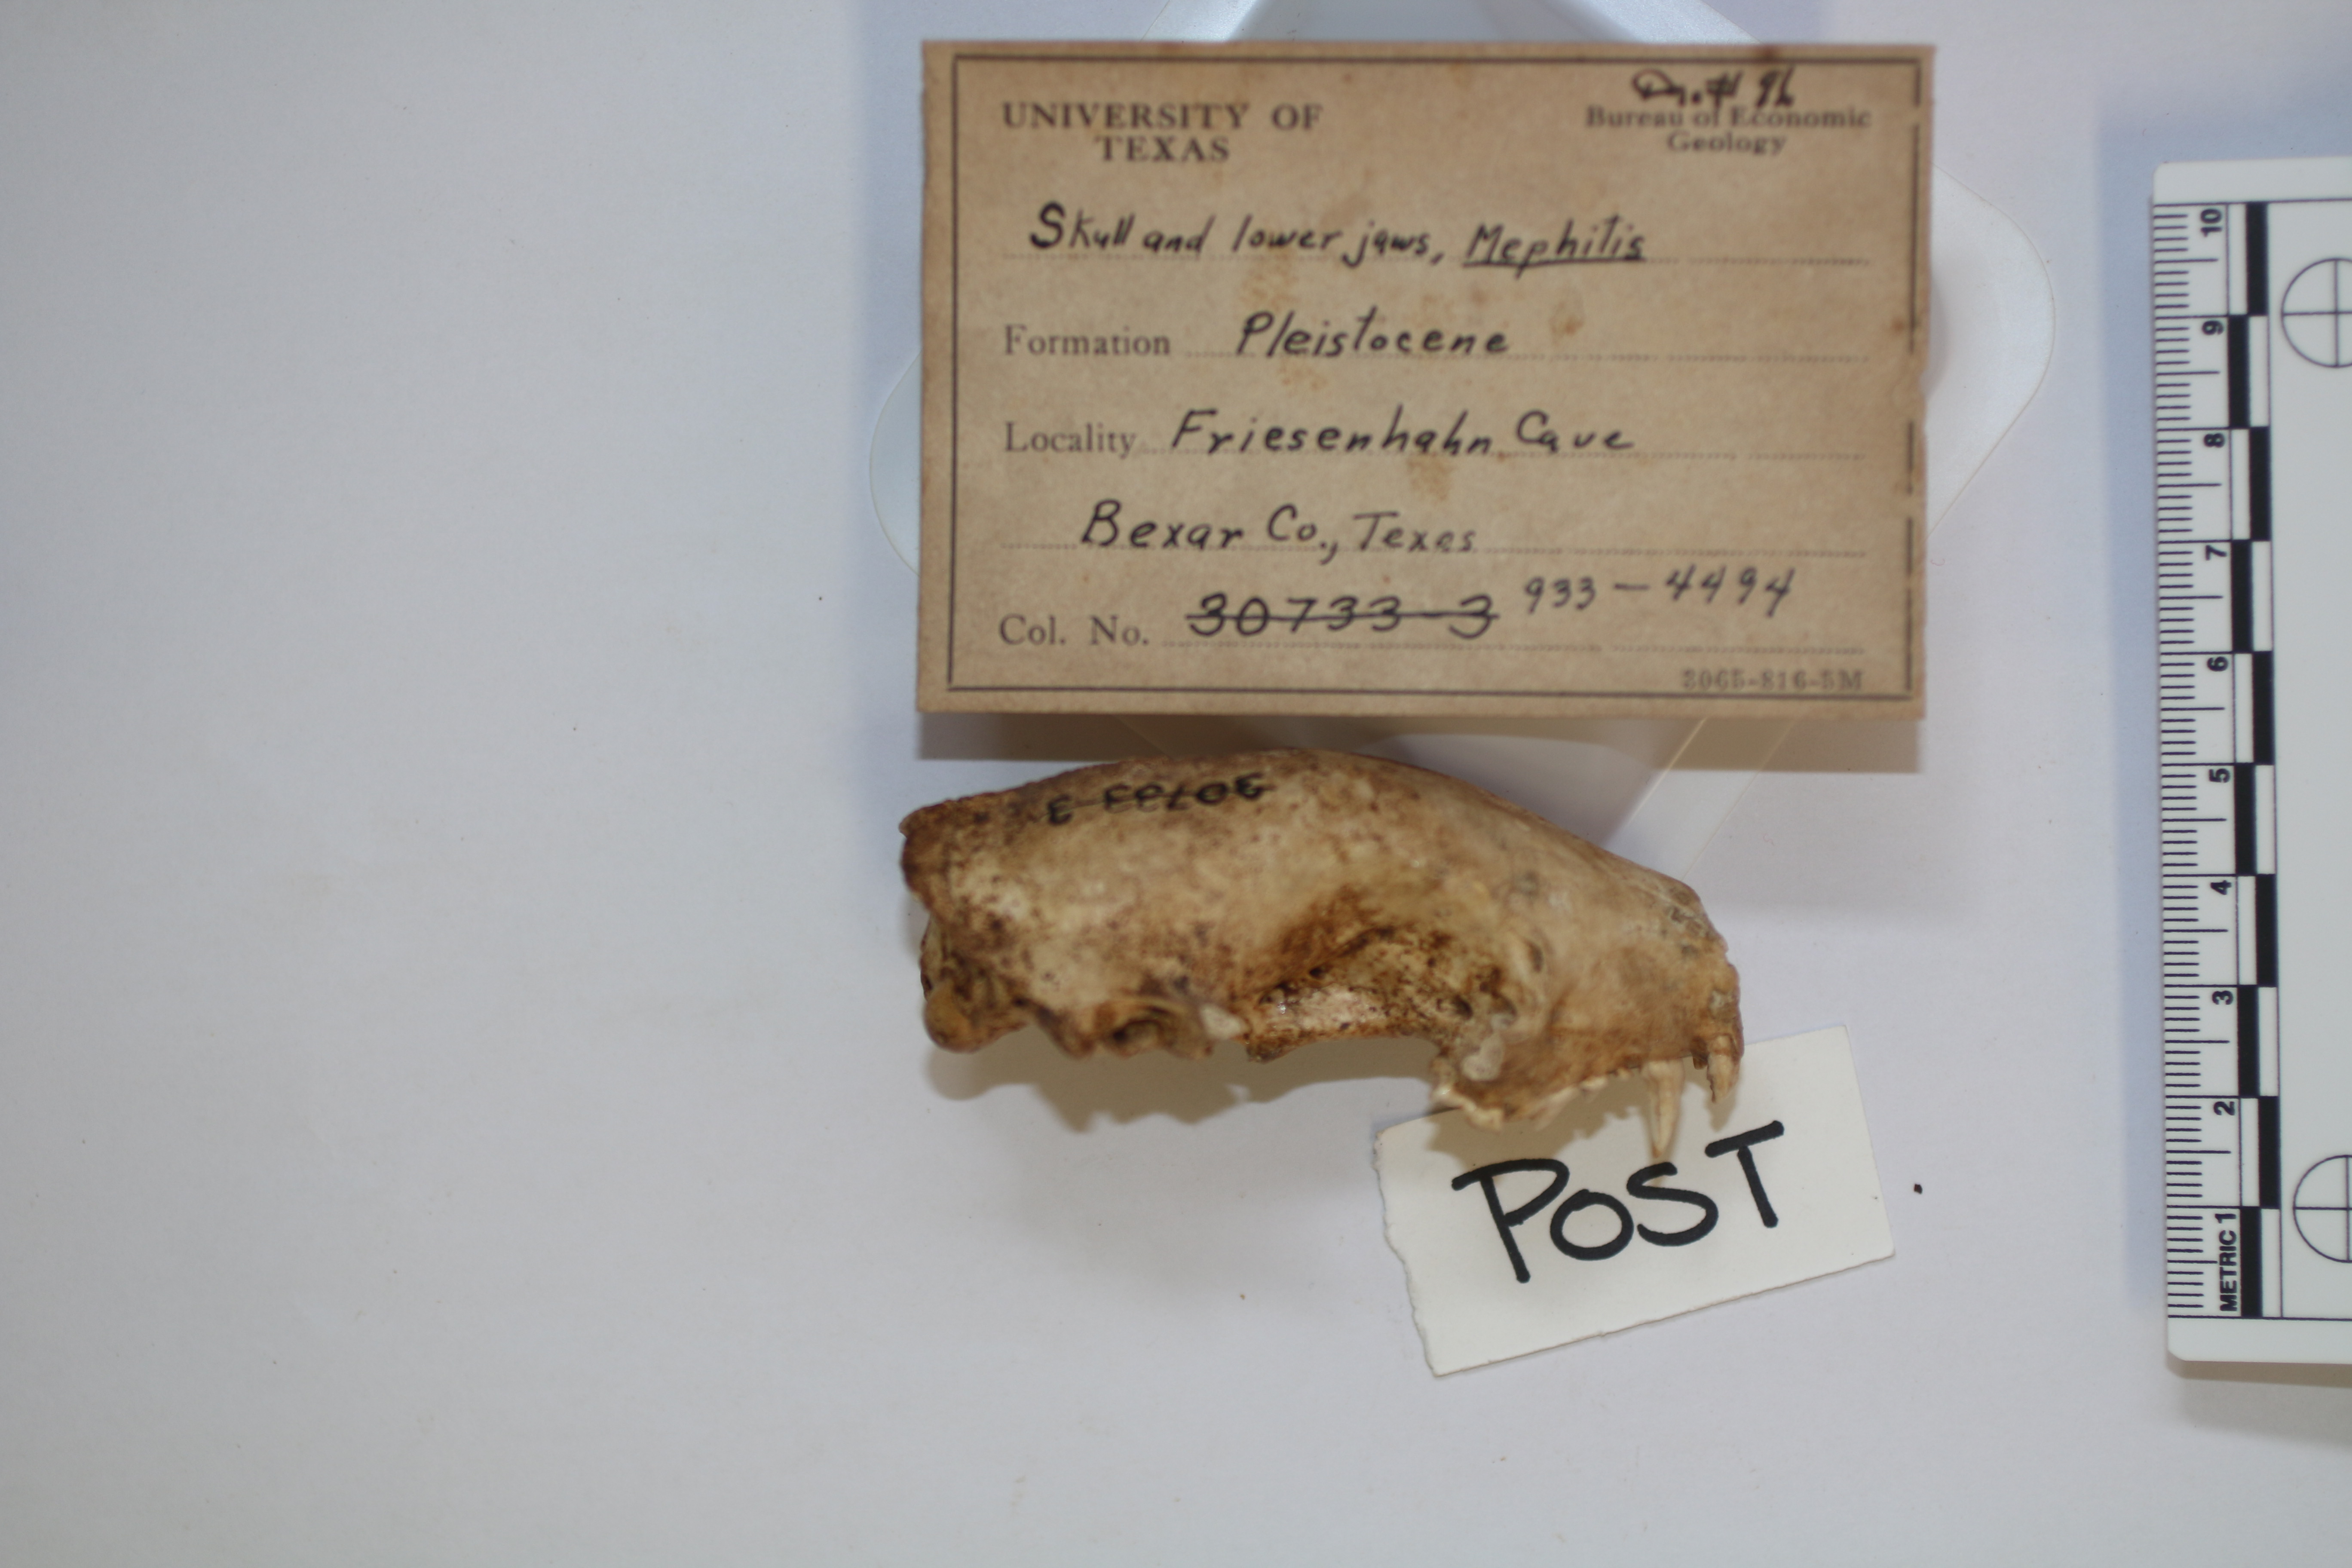 Dr. # 96
UNIVERSITY OF
TEXAS
Bureau of Economic
Geology
Skull and lower jaws, Mephitis
Formation Pleistocene
Locality Friesenhahn Cave
Bexar Co., Texas
Col. No. 30733-3 933-4494
3065-816-5M
30733-3
POST
10
9
8
7
6
5
4
3
2
METRIC 1